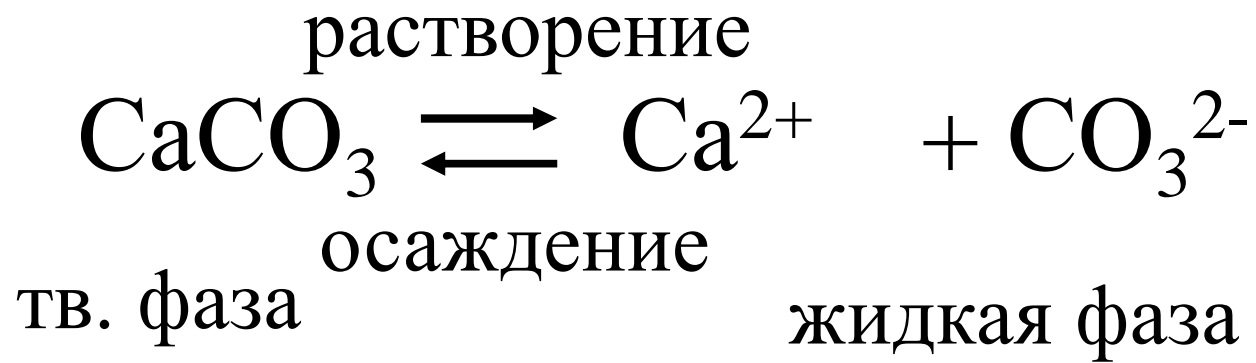 растворение
CaCO₃ ⇄ Ca²⁺ + CO₃²⁻
осаждение
тв. фаза
жидкая фаза